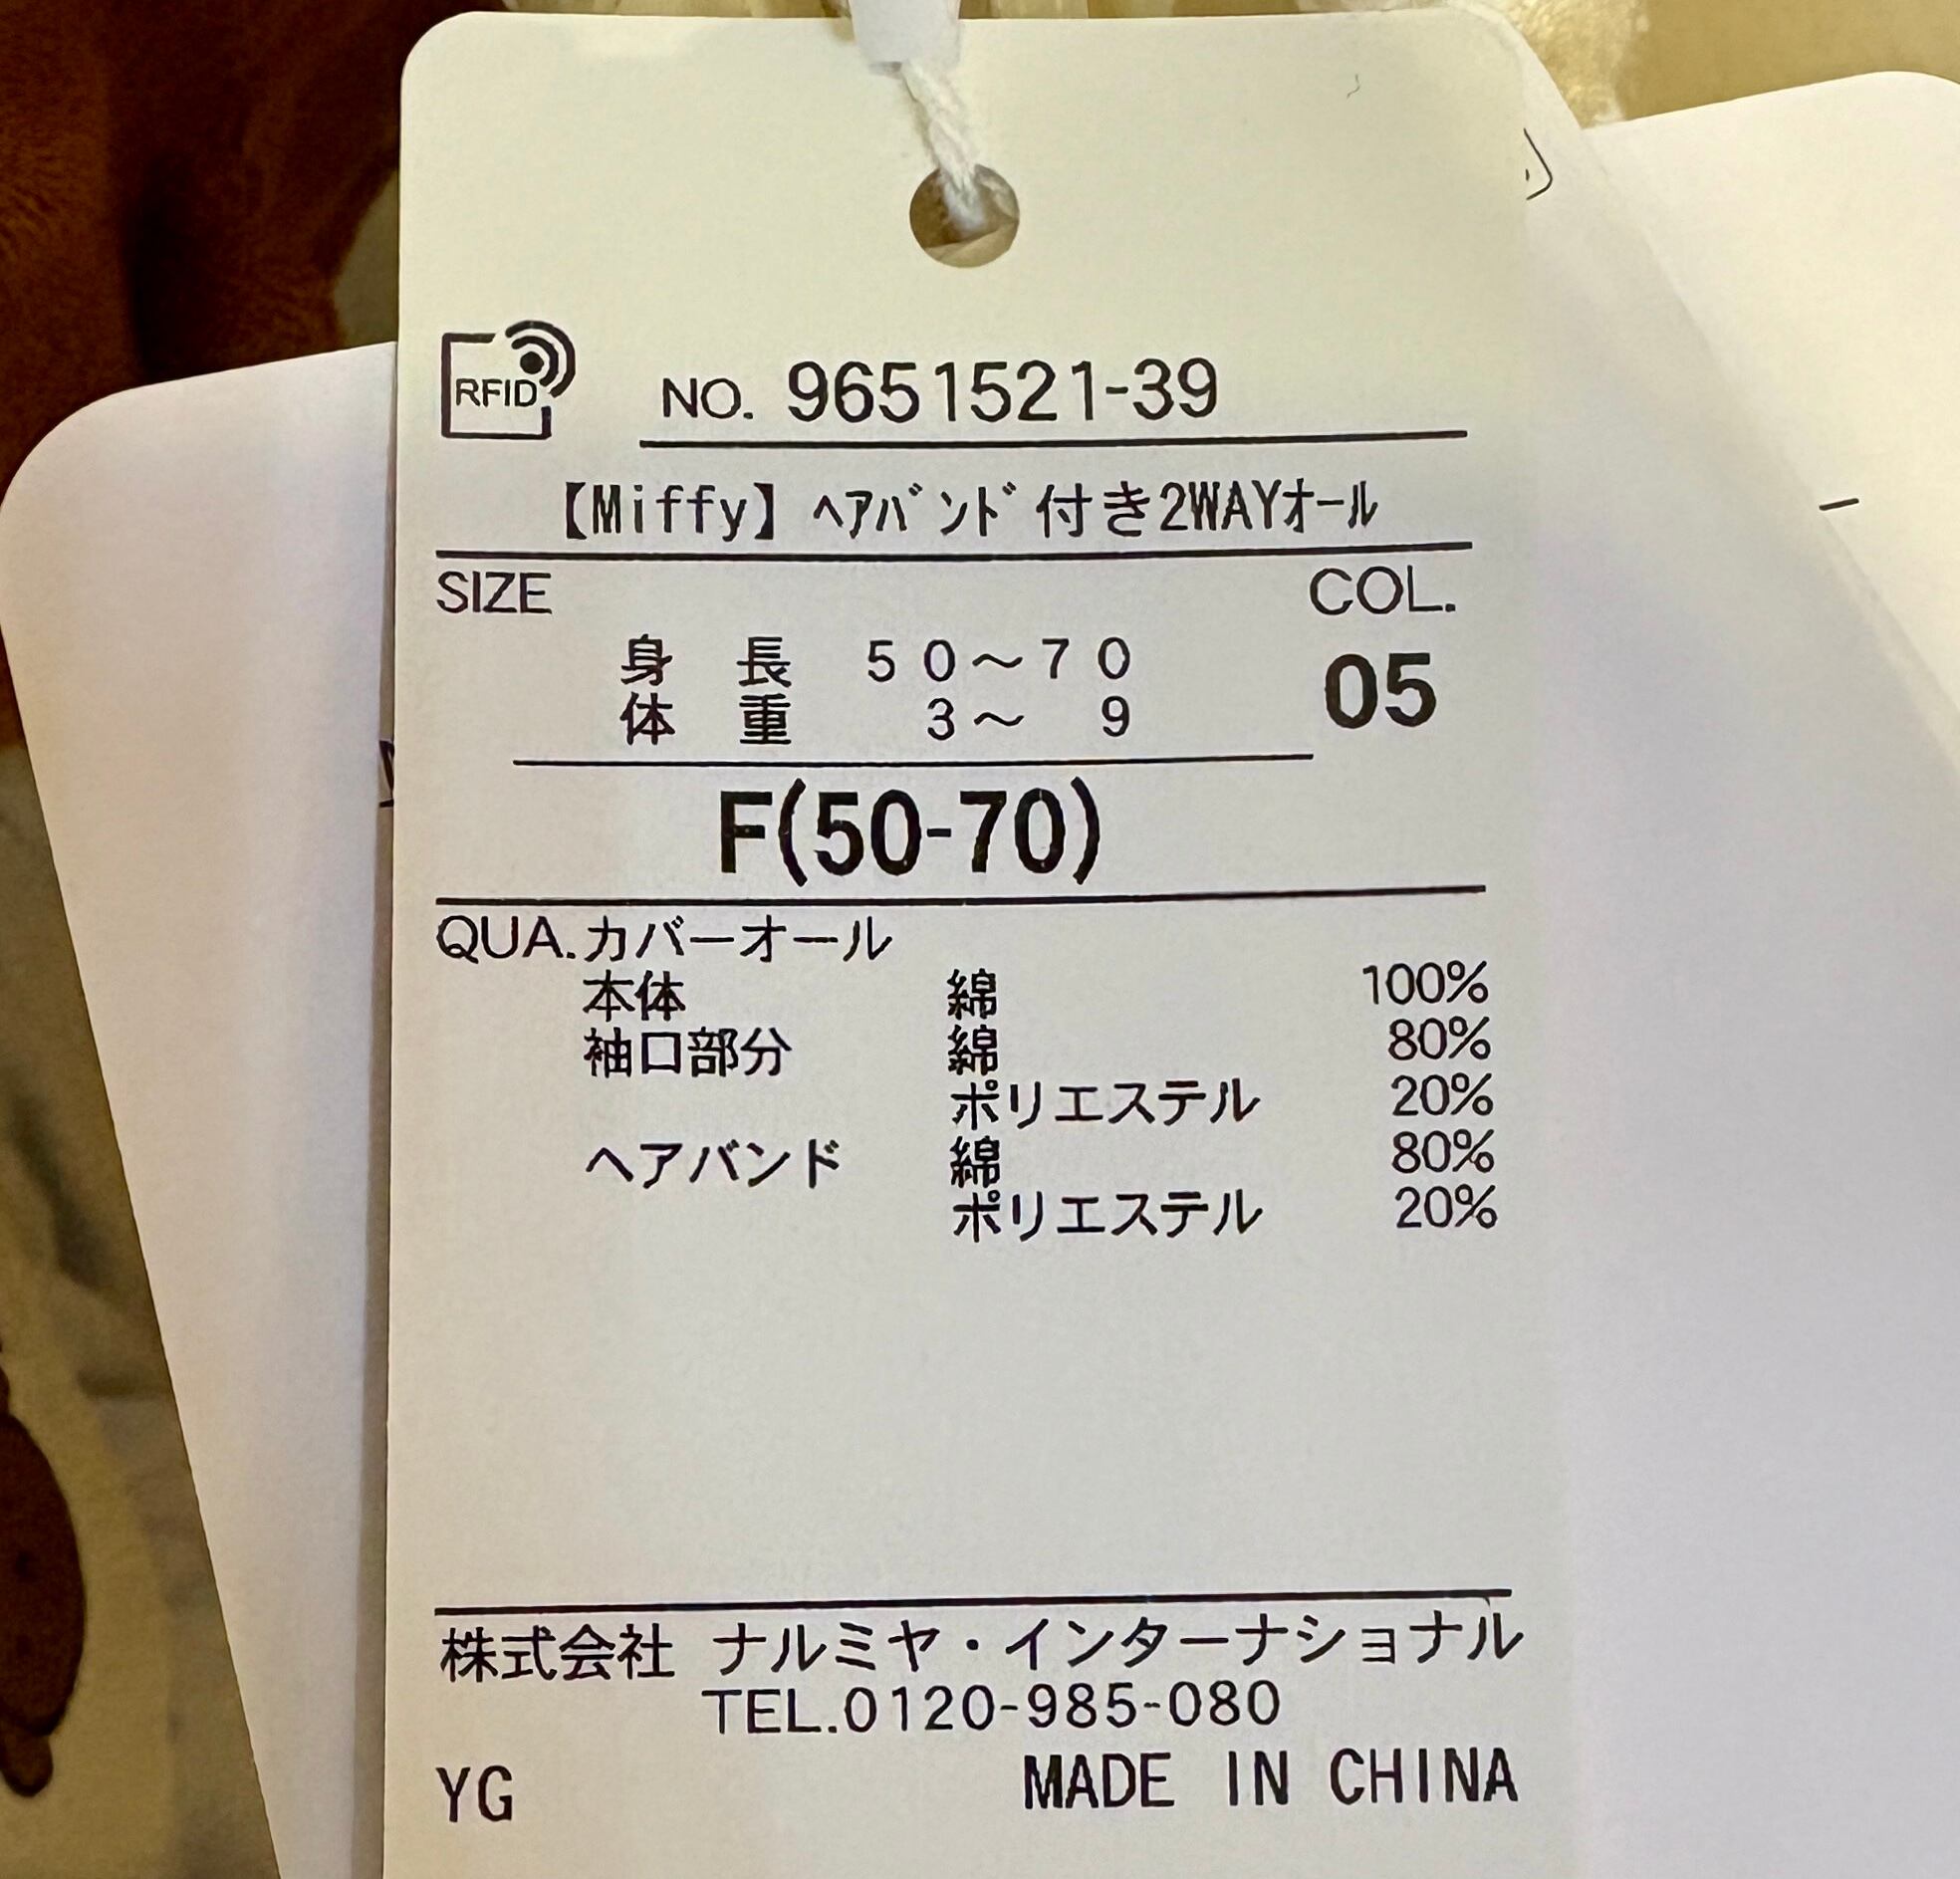 RFID
NO. 9651521-39
【Miffy】ﾍｱﾊﾞﾝﾄﾞ付き2WAYｵｰﾙ
SIZE COL.
身 長 50～70
05
体 重 3～ 9
F(50-70)
QUA.カバーオール
本体 綿 100%
袖口部分 綿 80%
ポリエステル 20%
ヘアバンド 綿 80%
ポリエステル 20%
株式会社 ナルミヤ・インターナショナル
TEL.0120-985-080
YG MADE IN CHINA